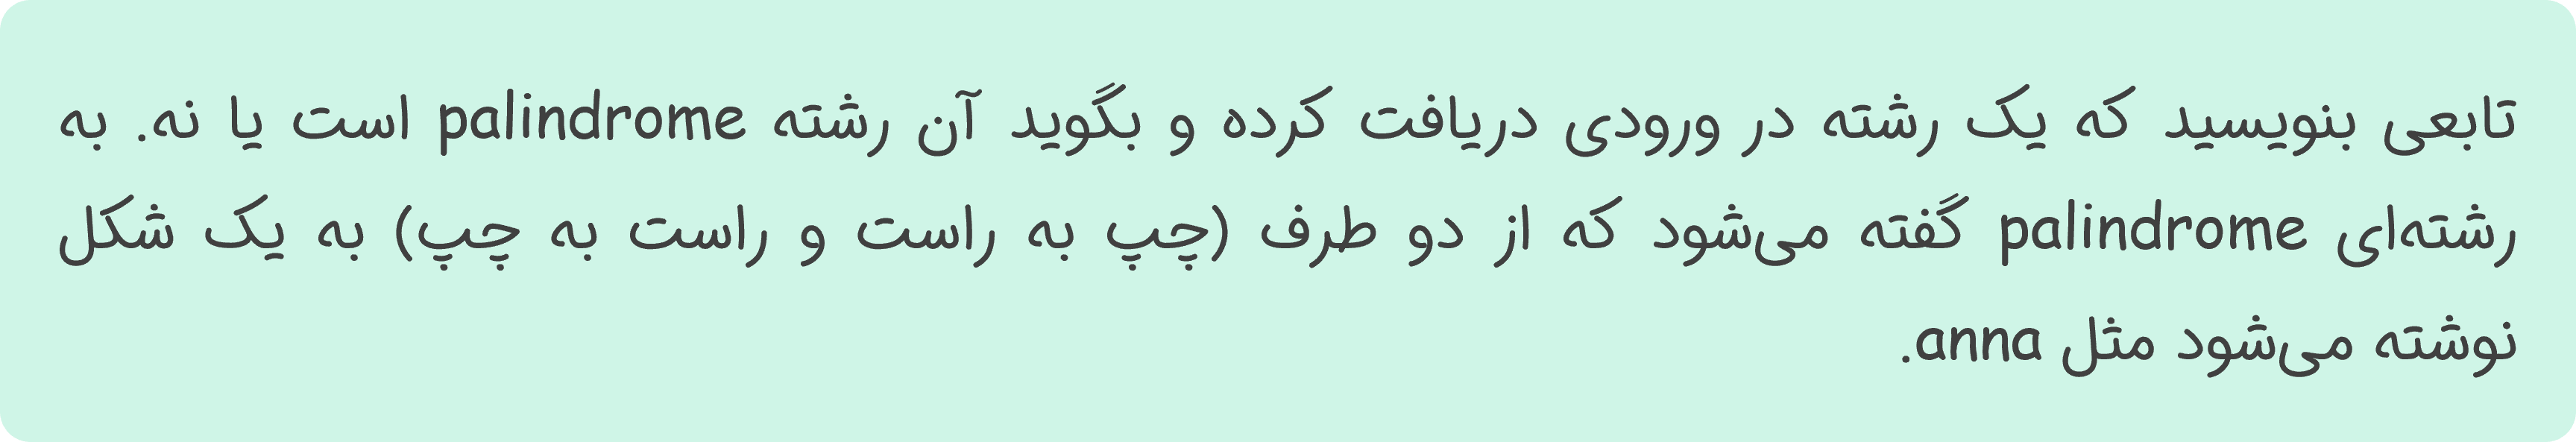 تابعی بنویسید که یک رشته در ورودی دریافت کرده و بگوید آن رشته palindrome است یا نه. به
رشته‌ای palindrome گفته می‌شود که از دو طرف (چپ به راست و راست به چپ) به یک شکل
نوشته می‌شود مثل anna.